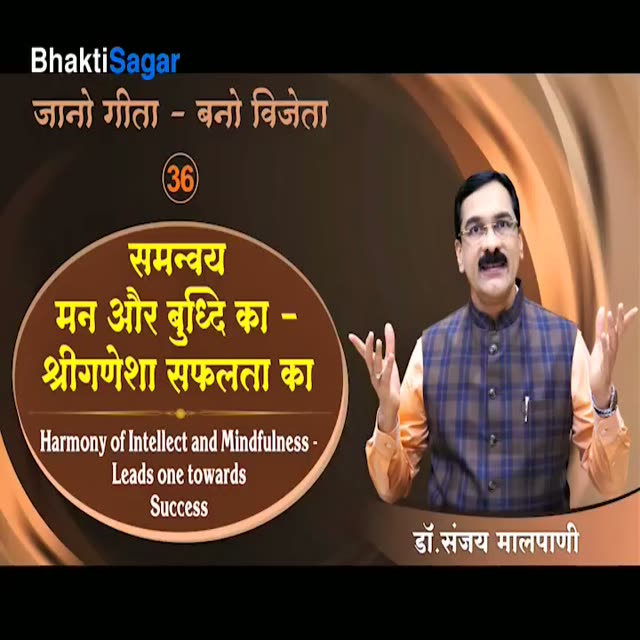 BhaktiSagar
जानो गीता - बनो विजेता
36
समन्वय
मन और बुध्दि का -
श्रीगणेशा सफलता का
Harmony of Intellect and Mindfulness -
Leads one towards
Success
डॉ.संजय मालपाणी